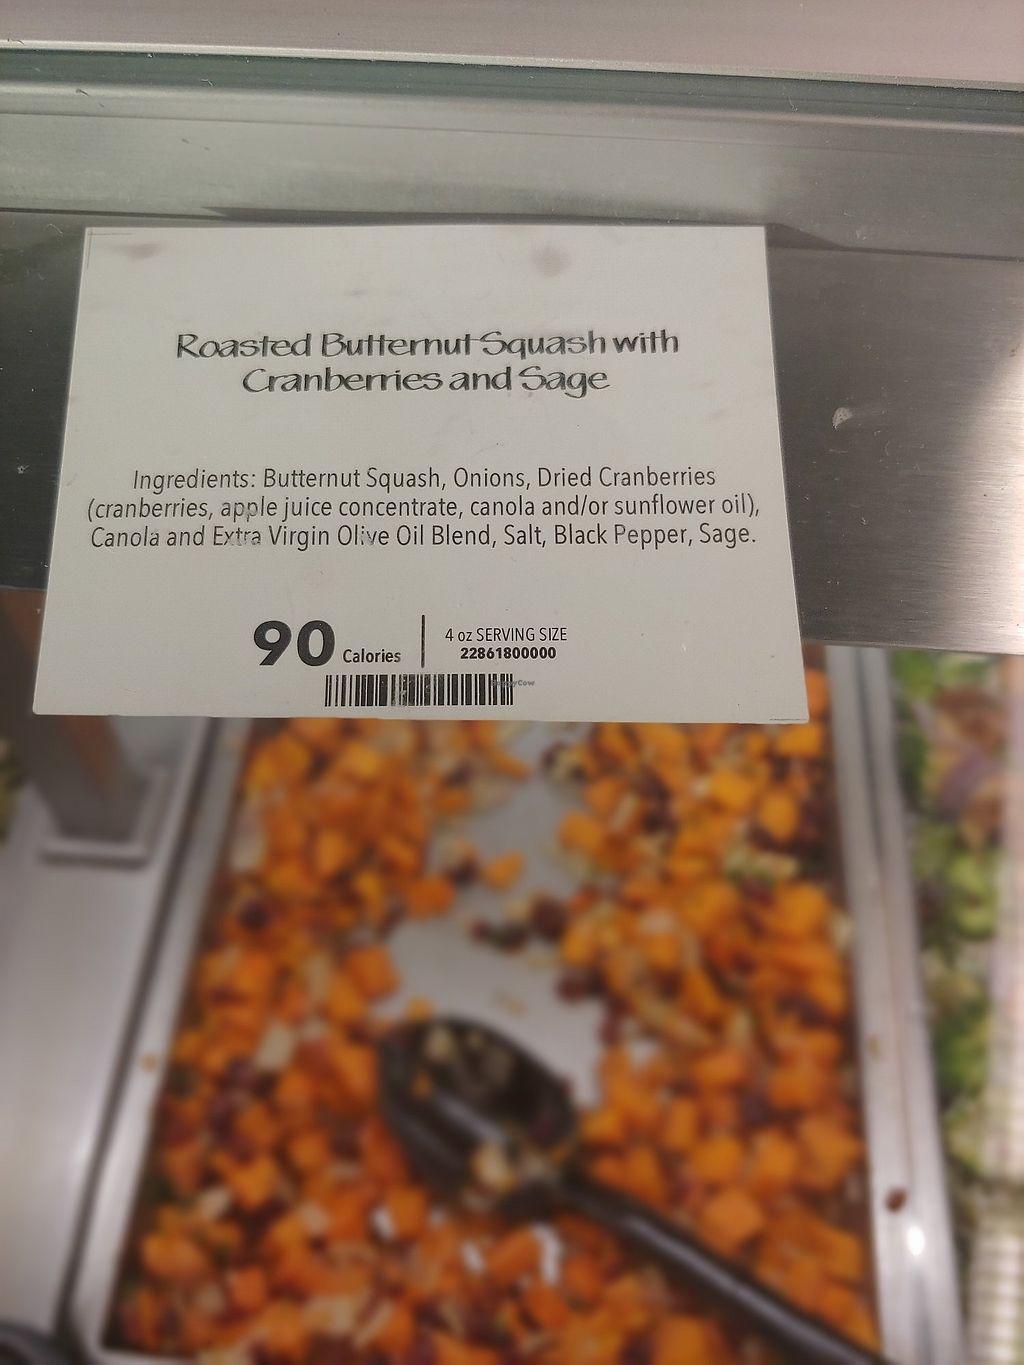 Roasted Butternut Squash with
Cranberries and Sage
Ingredients: Butternut Squash, Onions, Dried Cranberries
(cranberries, apple juice concentrate, canola and/or sunflower oil),
Canola and Extra Virgin Olive Oil Blend, Salt, Black Pepper, Sage.
90 Calories
4 oz SERVING SIZE
22861800000
HappyCow